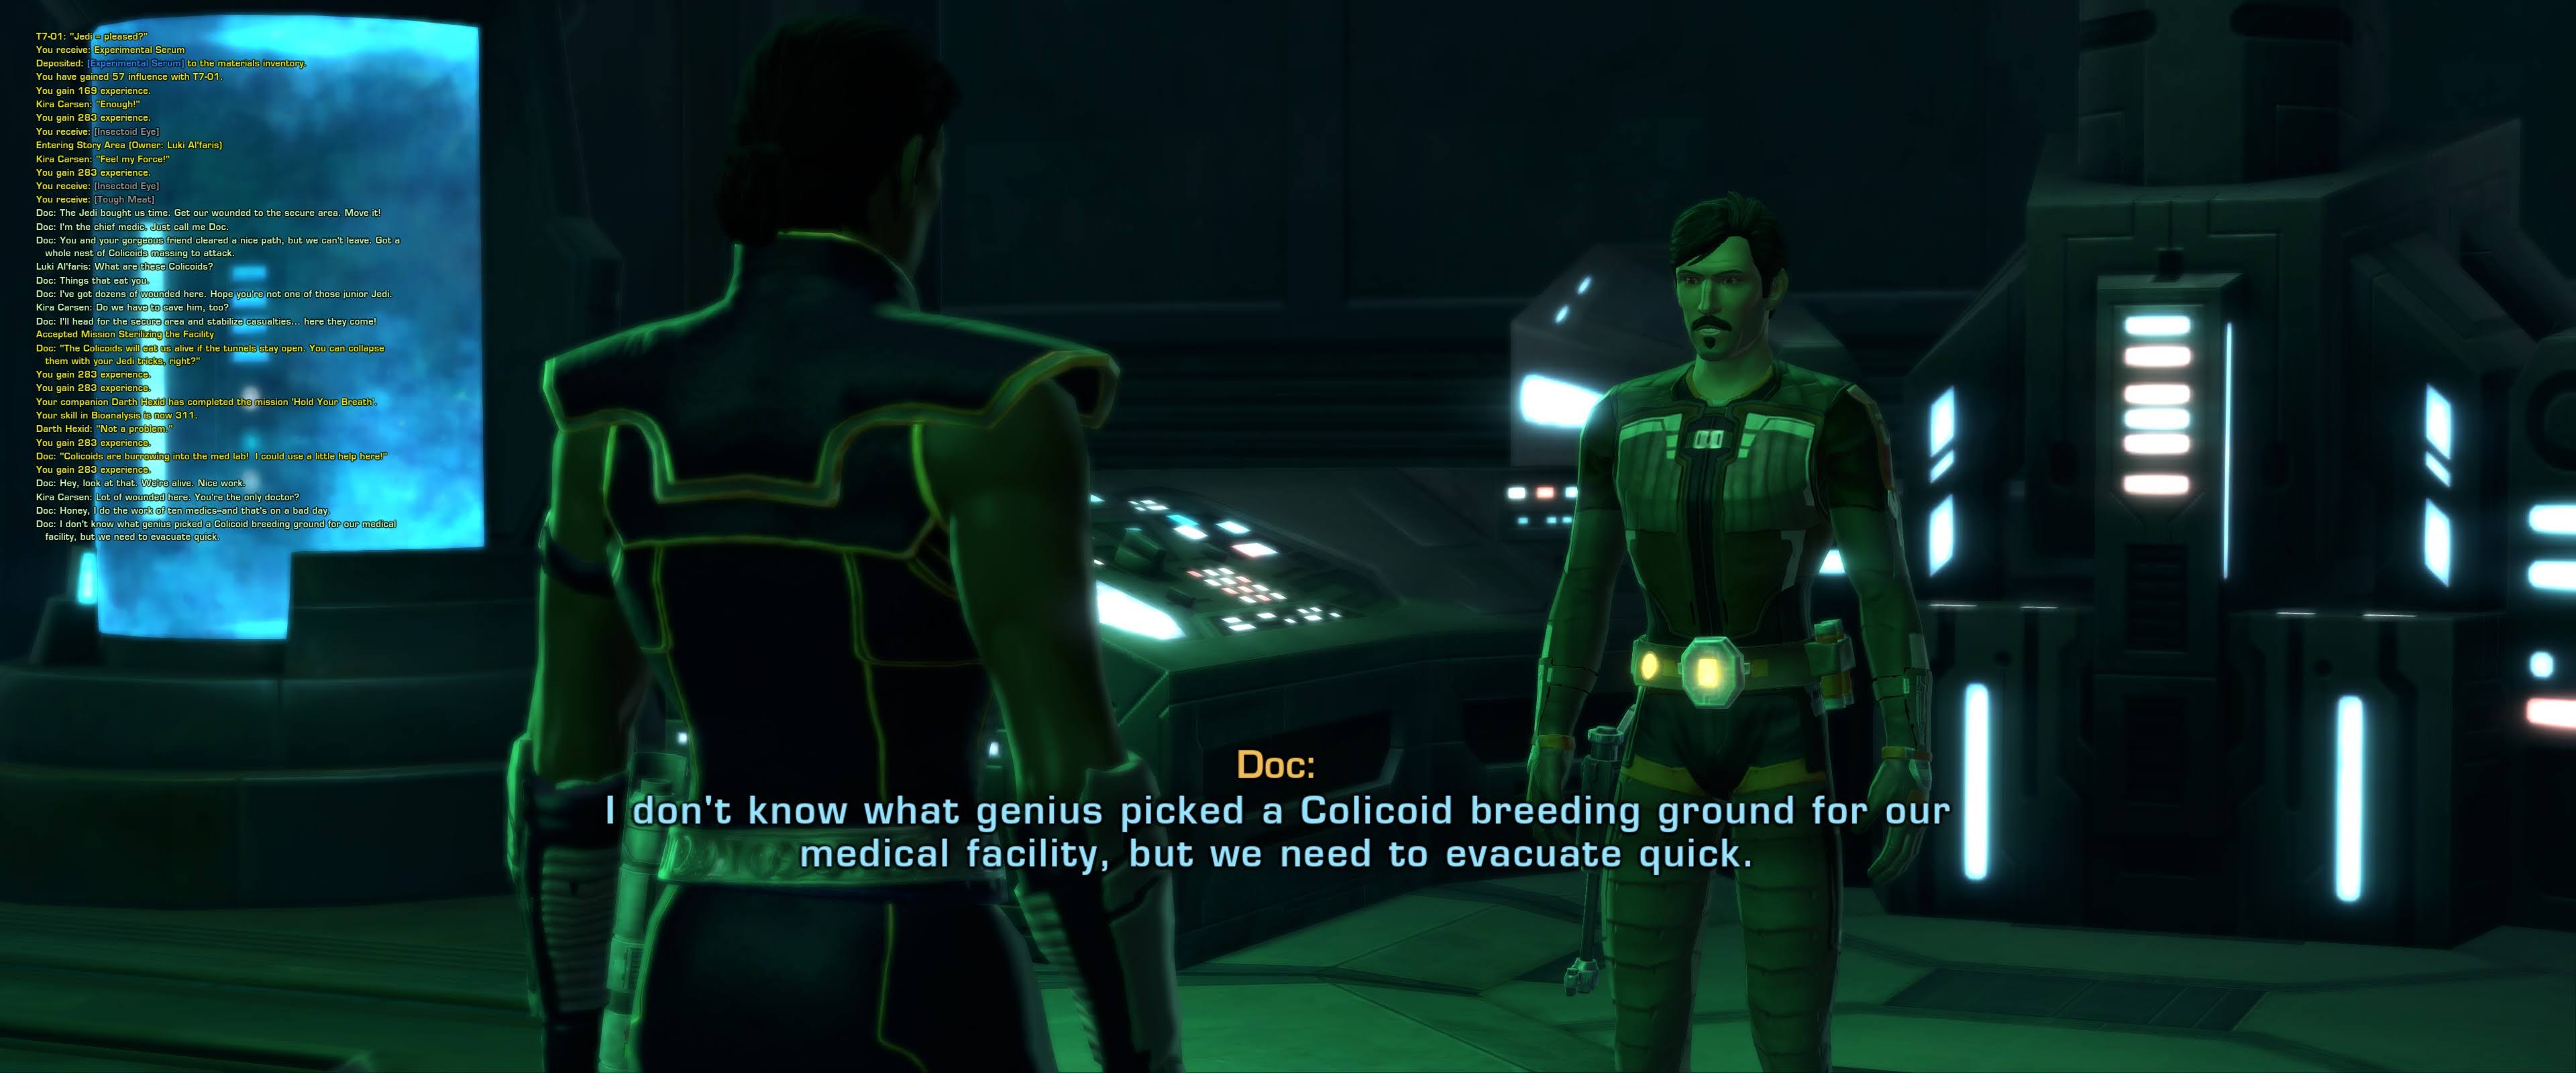 T7-01: "Jedi = pleased?"
You receive: Experimental Serum
Deposited: [Experimental Serum] to the materials inventory.
You have gained 57 influence with T7-01.
You gain 169 experience.
Kira Carsen: "Enough!"
You gain 283 experience.
You receive: [Insectoid Eye]
Entering Story Area (Owner: Luki Al'faris)
Kira Carsen: "Feel my Force!"
You gain 283 experience.
You receive: [Insectoid Eye]
You receive: [Tough Meat]
Doc: The Jedi bought us time. Get our wounded to the secure area. Move it!
Doc: I'm the chief medic. Just call me Doc.
Doc: You and your gorgeous friend cleared a nice path, but we can't leave. Got a
whole nest of Colicoids massing to attack.
Luki Al'faris: What are these Colicoids?
Doc: Things that eat you.
Doc: I've got dozens of wounded here. Hope you're not one of those junior Jedi.
Kira Carsen: Do we have to save him, too?
Doc: I'll head for the secure area and stabilize casualties... here they come!
Accepted Mission Sterilizing the Facility
Doc: "The Colicoids will eat us alive if the tunnels stay open. You can collapse
them with your Jedi tricks, right?"
You gain 283 experience.
You gain 283 experience.
Your companion Darth Hexid has completed the mission 'Hold Your Breath'.
Your skill in Bioanalysis is now 311.
Darth Hexid: "Not a problem."
You gain 283 experience.
Doc: "Colicoids are burrowing into the med lab!  I could use a little help here!"
You gain 283 experience.
Doc: Hey, look at that. We're alive. Nice work.
Kira Carsen: Lot of wounded here. You're the only doctor?
Doc: Honey, I do the work of ten medics—and that's on a bad day.
Doc: I don't know what genius picked a Colicoid breeding ground for our medical
facility, but we need to evacuate quick.
Doc:
I don't know what genius picked a Colicoid breeding ground for our
medical facility, but we need to evacuate quick.